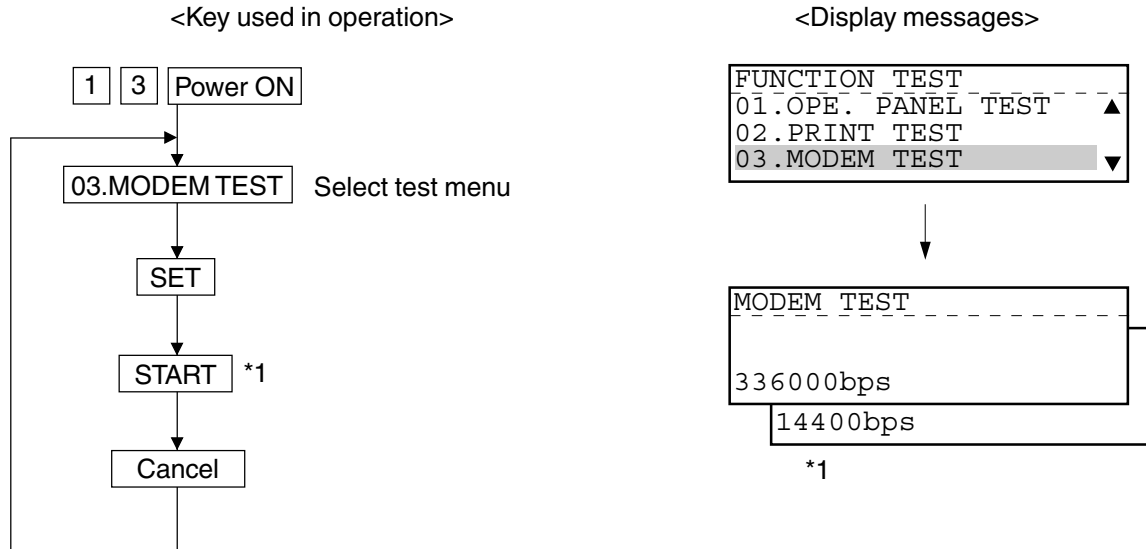 <Key used in operation>
<Display messages>
1 3 Power ON
03.MODEM TEST Select test menu
SET
START *1
Cancel
FUNCTION TEST
01.OPE. PANEL TEST ▲
02.PRINT TEST
03.MODEM TEST ▼
MODEM TEST
336000bps
14400bps
*1